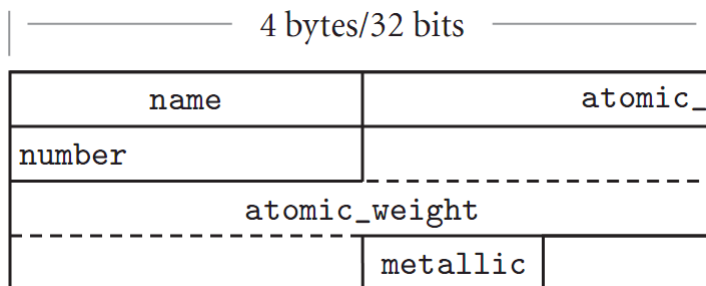 4 bytes/32 bits
name atomic_
number
atomic_weight
metallic